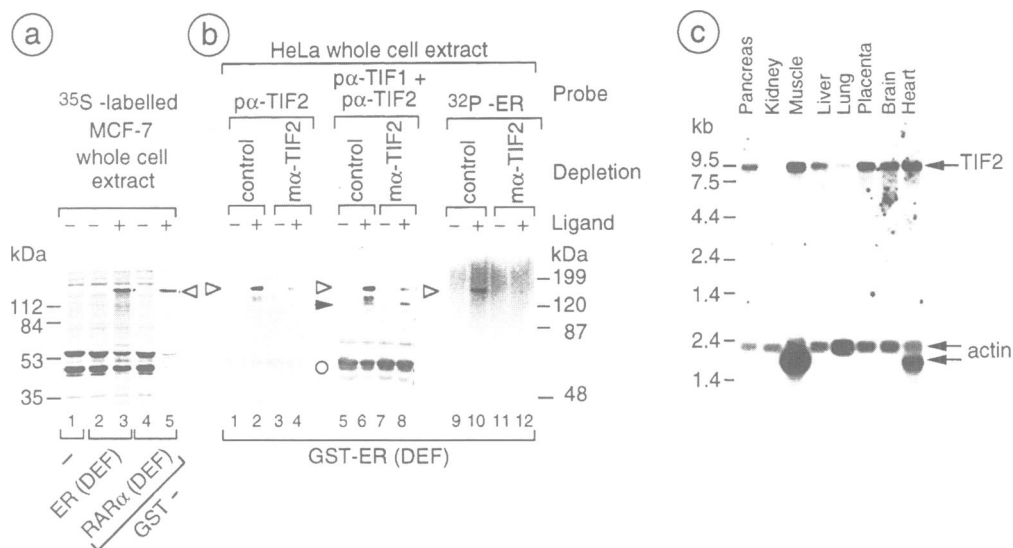 a
³⁵S -labelled
MCF-7
whole cell
extract
− − + − +
kDa
112
84
53
35
1 2 3 4 5
−
ER (DEF)
RARα (DEF)
GST -
b
HeLa whole cell extract
pα-TIF2
pα-TIF1 +
pα-TIF2
³²P -ER
Probe
control
mα-TIF2
control
mα-TIF2
control
mα-TIF2
Depletion
− + − + − + − + − + − +
Ligand
kDa
199
120
87
48
1 2 3 4 5 6 7 8 9 10 11 12
GST-ER (DEF)
c
Pancreas
Kidney
Muscle
Liver
Lung
Placenta
Brain
Heart
kb
9.5
7.5
4.4
2.4
1.4
2.4
1.4
TIF2
actin